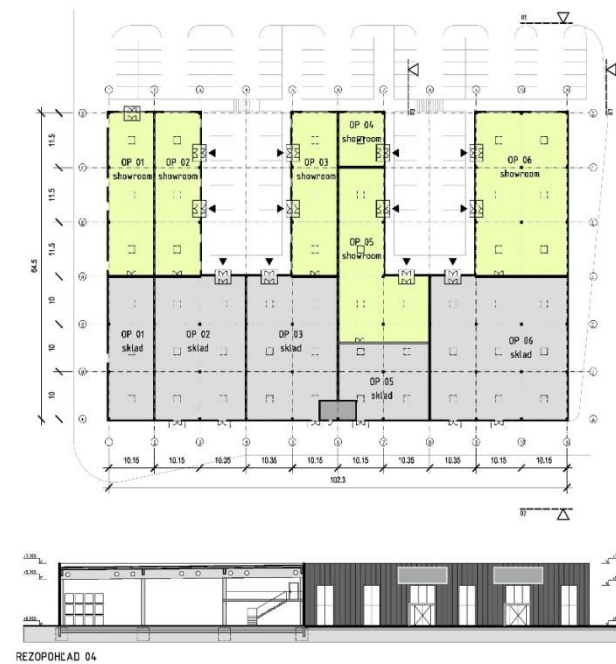 01
OP 04
showroom
OP 01
showroom
OP 02
showroom
OP 03
showroom
OP 06
showroom
OP 05
showroom
11.5
11.5
11.5
10
10
10
64.5
OP 01
sklad
OP 02
sklad
OP 03
sklad
OP 06
sklad
OP 05
sklad
10.15
10.15
10.35
10.35
10.15
10.15
10.35
10.35
10.15
10.15
102.3
02
REZOPOHĽAD 04